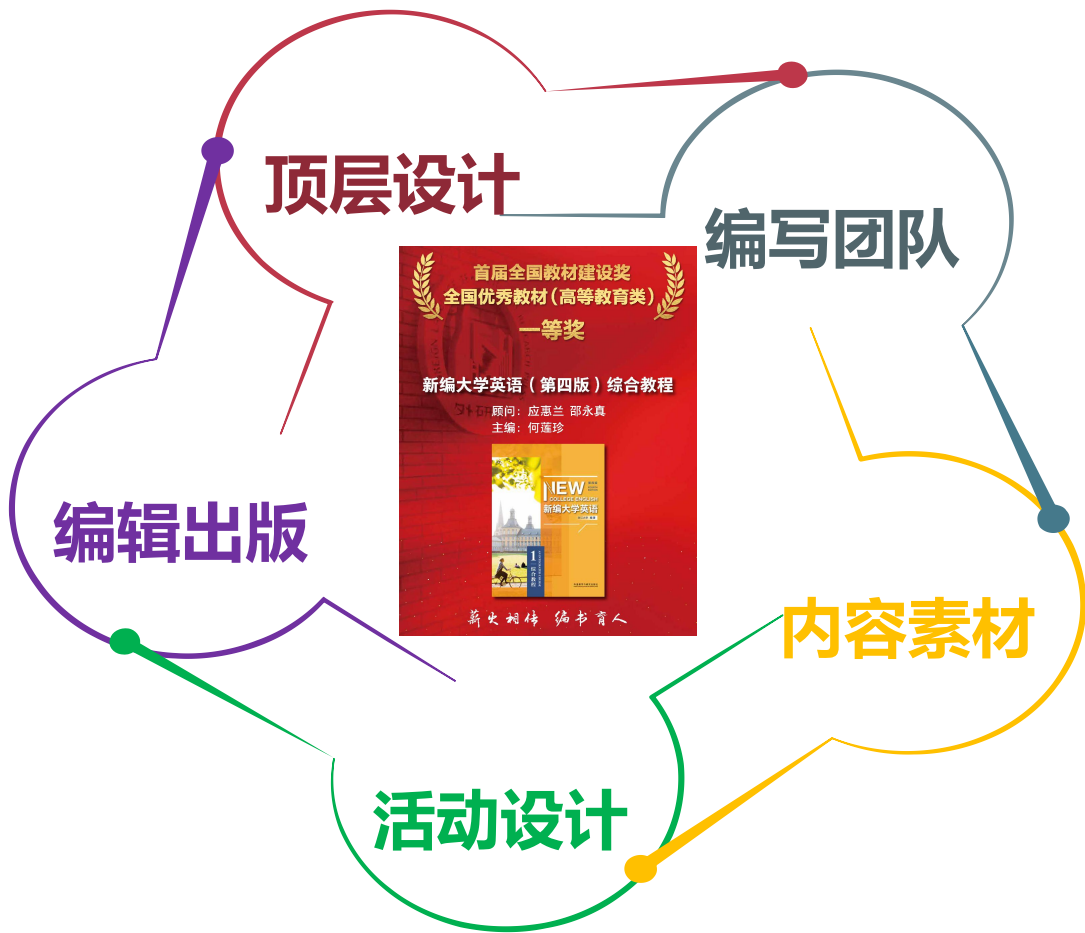 顶层设计
编写团队
首届全国教材建设奖
全国优秀教材(高等教育类)
一等奖
新编大学英语(第四版)综合教程
顾问:应惠兰 邵永真
主编:何莲珍
NEW
COLLEGE ENGLISH
新编大学英语
1
综合教程
薪火相传 编书育人
编辑出版
内容素材
活动设计